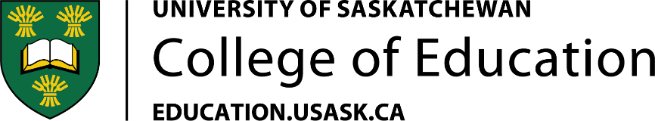 UNIVERSITY OF SASKATCHEWAN
College of Education
EDUCATION.USASK.CA